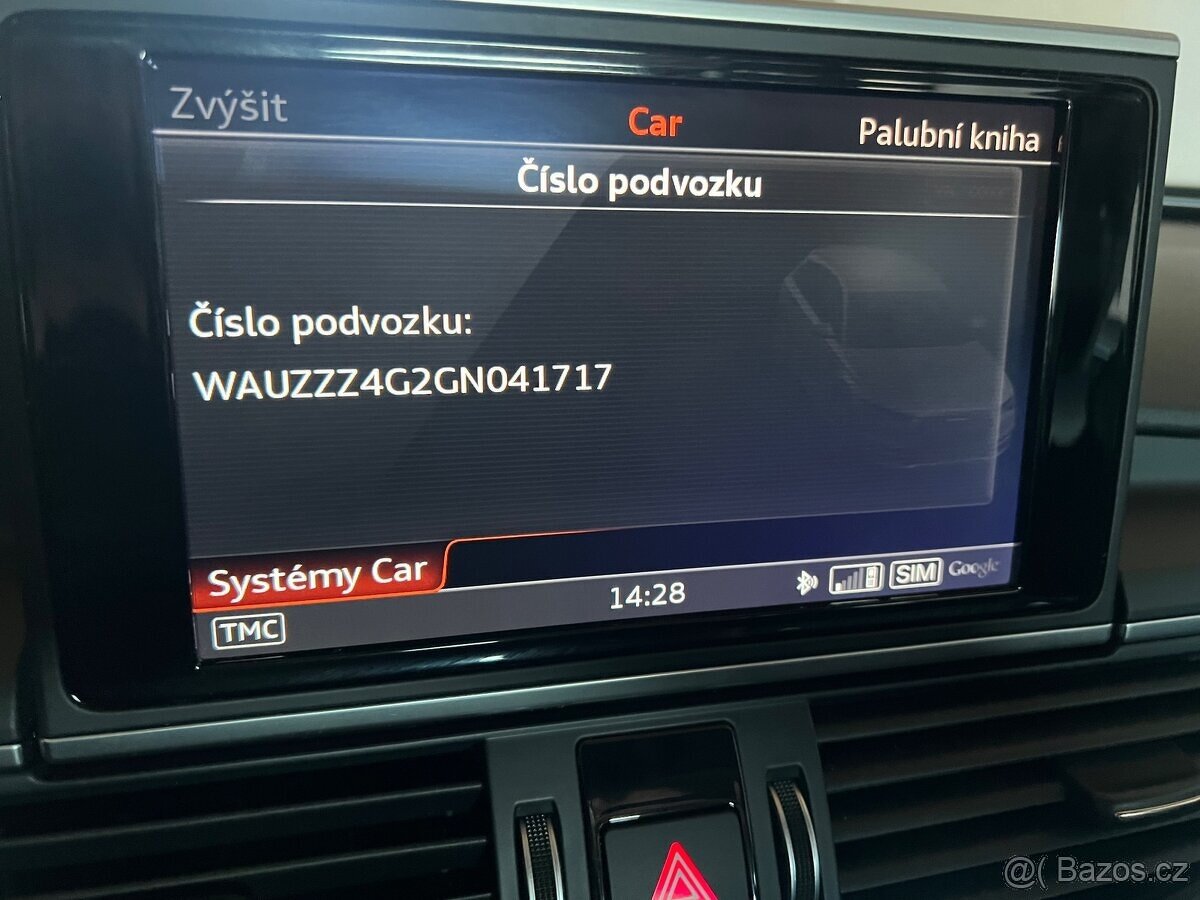 Zvýšit
Car
Palubní kniha
Číslo podvozku
Číslo podvozku:
WAUZZZ4G2GN041717
Systémy Car
14:28
SIM
Google
TMC
@( Bazos.cz